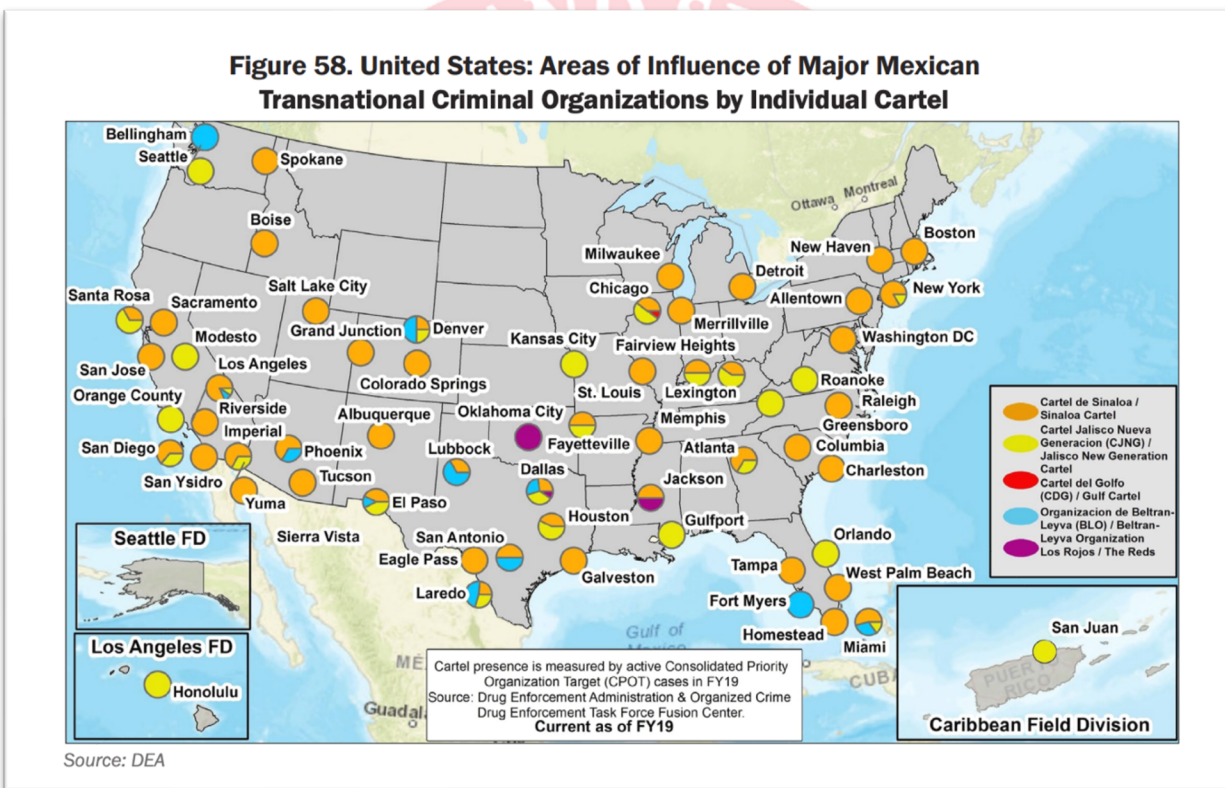 Figure 58. United States: Areas of Influence of Major Mexican
Transnational Criminal Organizations by Individual Cartel
Bellingham
Seattle
Spokane
Boise
Ottawa
Montreal
Boston
New Haven
Milwaukee
Detroit
Salt Lake City
Chicago
Allentown
New York
Santa Rosa
Sacramento
Grand Junction
Denver
Merrillville
Modesto
Kansas City
Fairview Heights
Washington DC
San Jose
Los Angeles
Colorado Springs
St. Louis
Lexington
Roanoke
Orange County
Riverside
Albuquerque
Oklahoma City
Memphis
Raleigh
Imperial
Fayetteville
Greensboro
San Diego
Phoenix
Lubbock
Atlanta
Columbia
Dallas
Charleston
San Ysidro
Tucson
Jackson
Yuma
El Paso
Houston
Gulfport
Sierra Vista
San Antonio
Orlando
Eagle Pass
Galveston
Tampa
West Palm Beach
Laredo
Fort Myers
Homestead
Miami
Gulf of
Mexico
MÉ
Guadal
CUBA
Seattle FD
Los Angeles FD
Honolulu
Cartel de Sinaloa /
Sinaloa Cartel
Cartel Jalisco Nueva
Generacion (CJNG) /
Jalisco New Generation
Cartel
Cartel del Golfo
(CDG) / Gulf Cartel
Organizacion de Beltran-
Leyva (BLO) / Beltran-
Leyva Organization
Los Rojos / The Reds
Cartel presence is measured by active Consolidated Priority
Organization Target (CPOT) cases in FY19
Source: Drug Enforcement Administration & Organized Crime
Drug Enforcement Task Force Fusion Center.
Current as of FY19
San Juan
PUERTO
RICO
Caribbean Field Division
Source: DEA